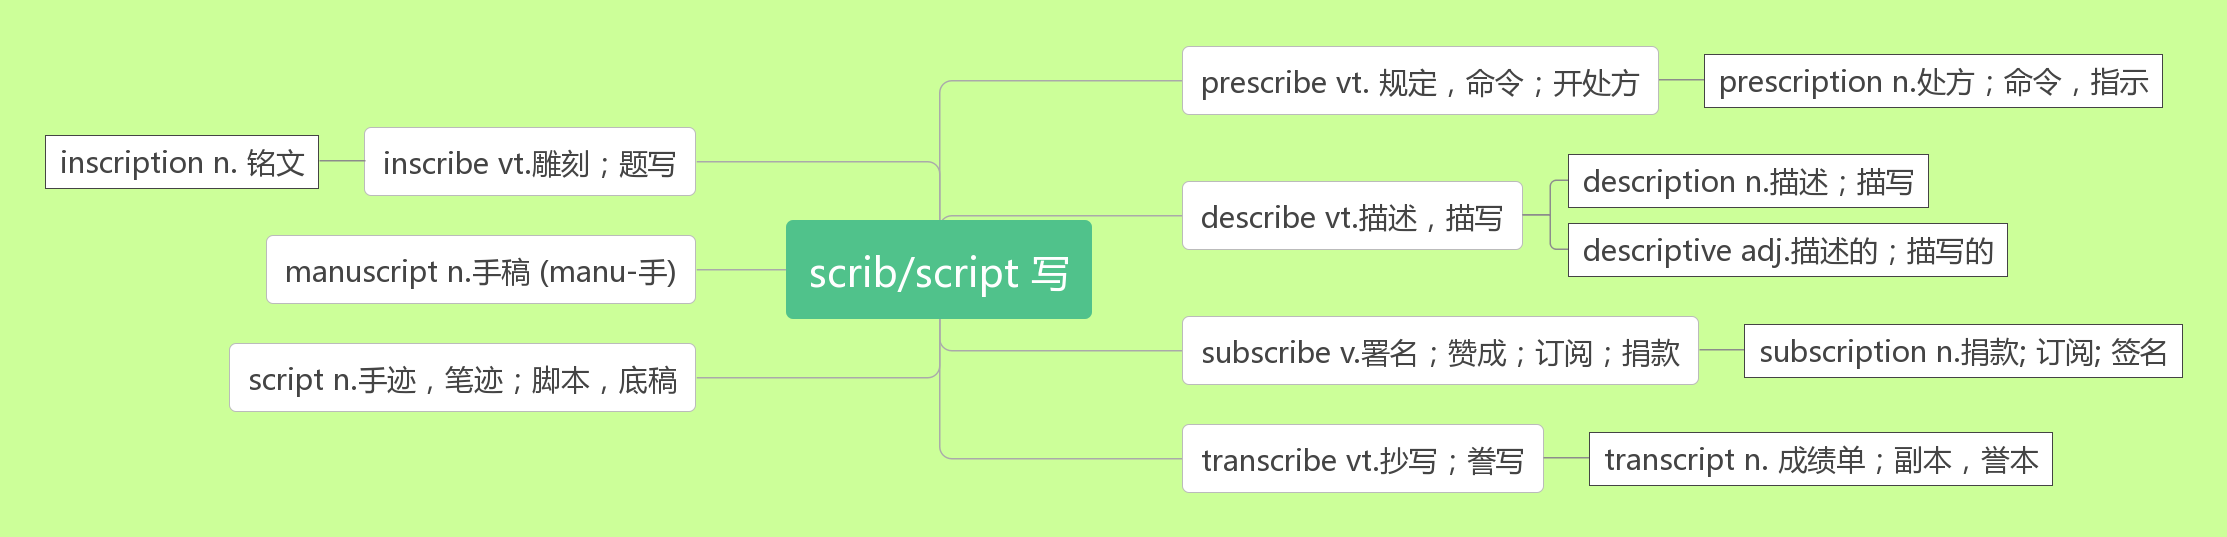 scrib/script 写
prescribe vt. 规定，命令；开处方
prescription n.处方；命令，指示
describe vt.描述，描写
description n.描述；描写
descriptive adj.描述的；描写的
subscribe v.署名；赞成；订阅；捐款
subscription n.捐款; 订阅; 签名
transcribe vt.抄写；誊写
transcript n. 成绩单；副本，誉本
inscribe vt.雕刻；题写
inscription n. 铭文
manuscript n.手稿 (manu-手)
script n.手迹，笔迹；脚本，底稿